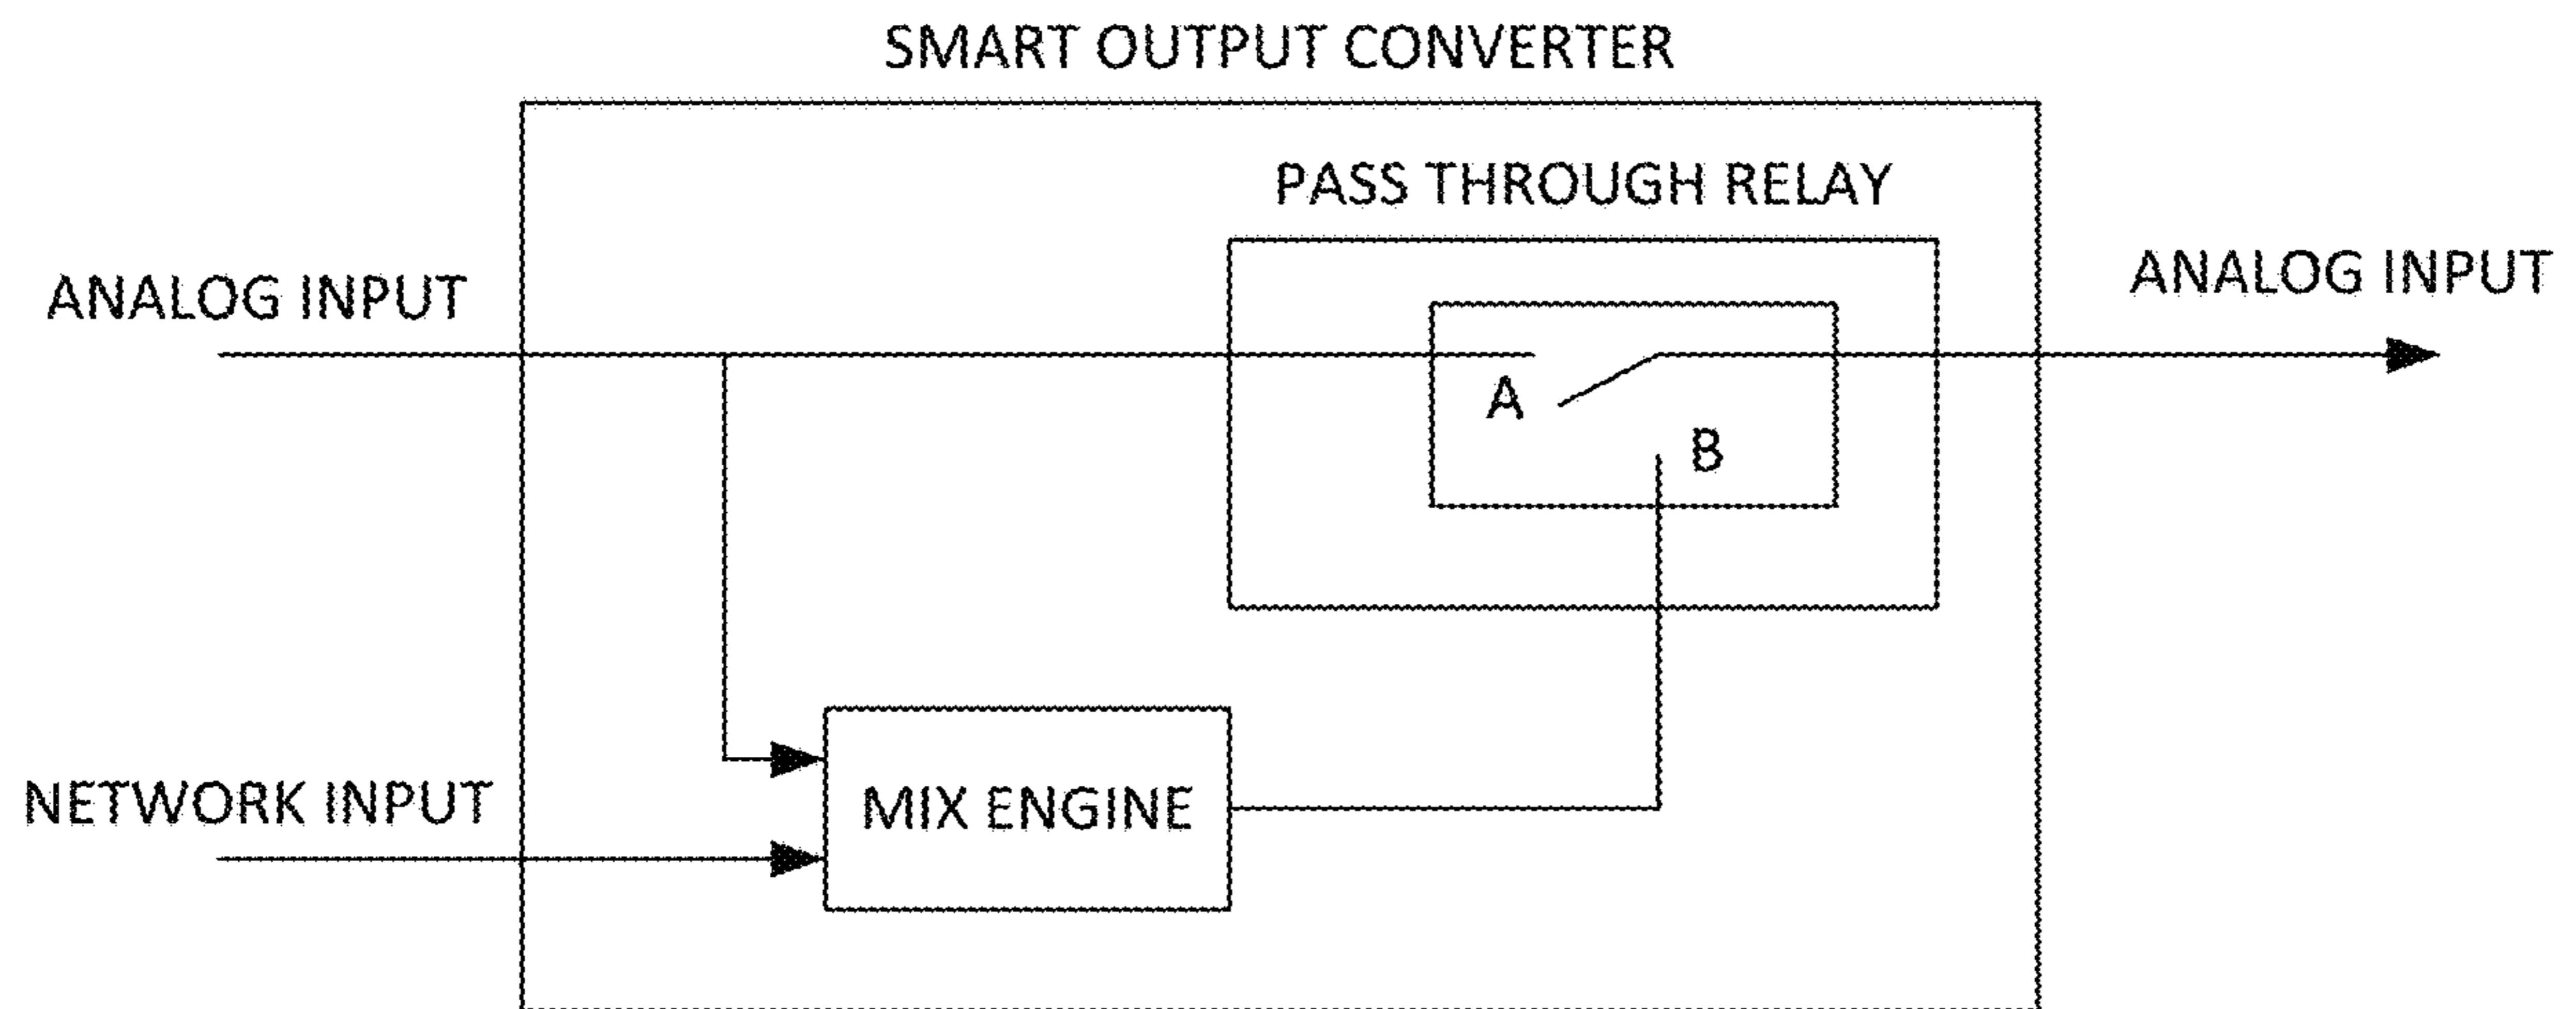 SMART OUTPUT CONVERTER
PASS THROUGH RELAY
ANALOG INPUT
ANALOG INPUT
A
B
NETWORK INPUT
MIX ENGINE